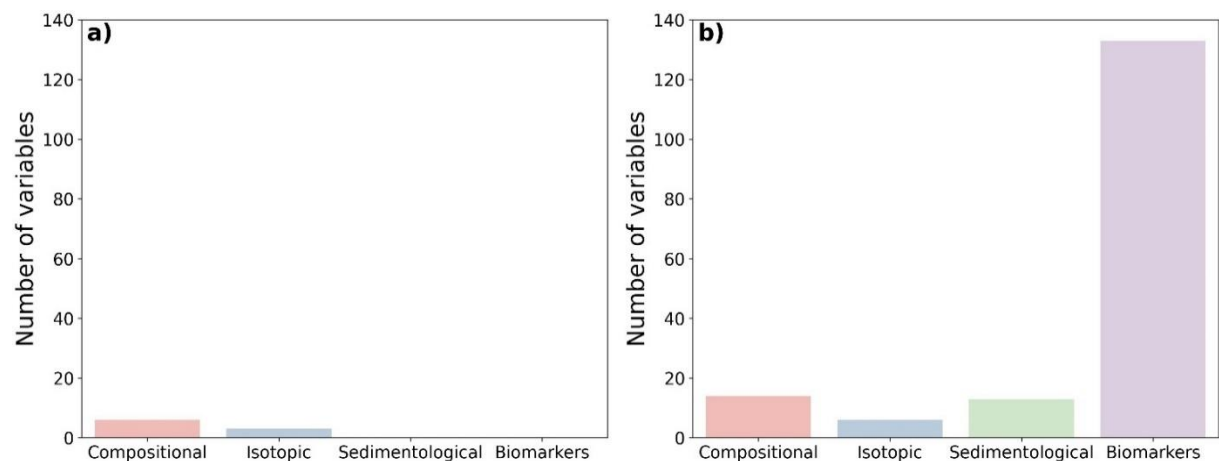 a)
Number of variables
140
120
100
80
60
40
20
0
Compositional Isotopic Sedimentological Biomarkers
b)
Number of variables
140
120
100
80
60
40
20
0
Compositional Isotopic Sedimentological Biomarkers